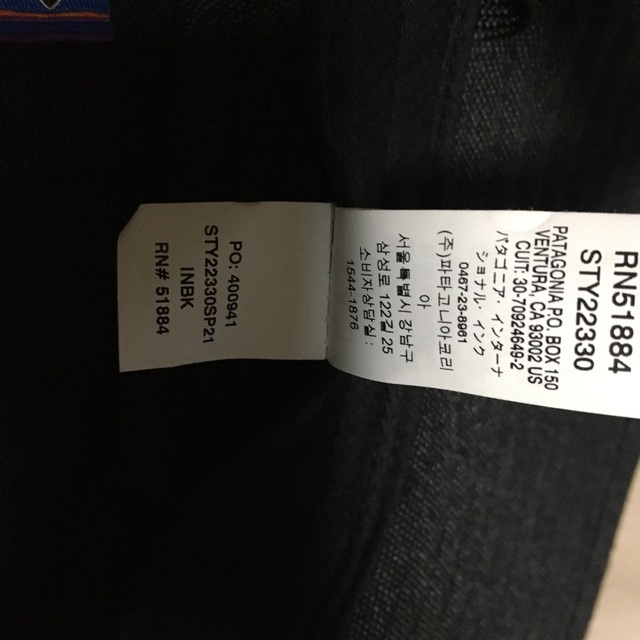 RN51884
STY22330
PATAGONIA P.O. BOX 150
VENTURA, CA 93002 US
CUIT: 30-70924649-2
パタゴニア・インターナ
ショナル・インク
0467-23-8961
(주)파타고니아코리
아
서울특별시 강남구
삼성로 122길 25
소비자상담실:
1544-1876
PO: 400941
STY22330SP21
INBK
RN# 51884